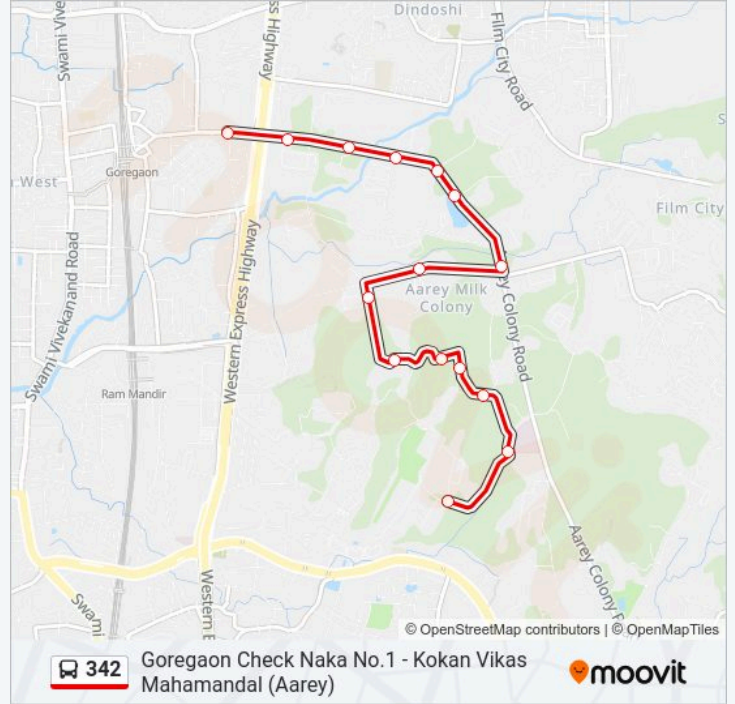 Dindoshi
Swami V
ss Highway
Film City Road
Goregaon
West
Film City
Swami Vivekanand Road
Western Express Highway
Aarey Milk
Colony
y Colony Road
Ram Mandir
Aarey Colony
Swami
Western E
© OpenStreetMap contributors | © OpenMapTiles
342
Goregaon Check Naka No.1 - Kokan Vikas
Mahamandal (Aarey)
moovit